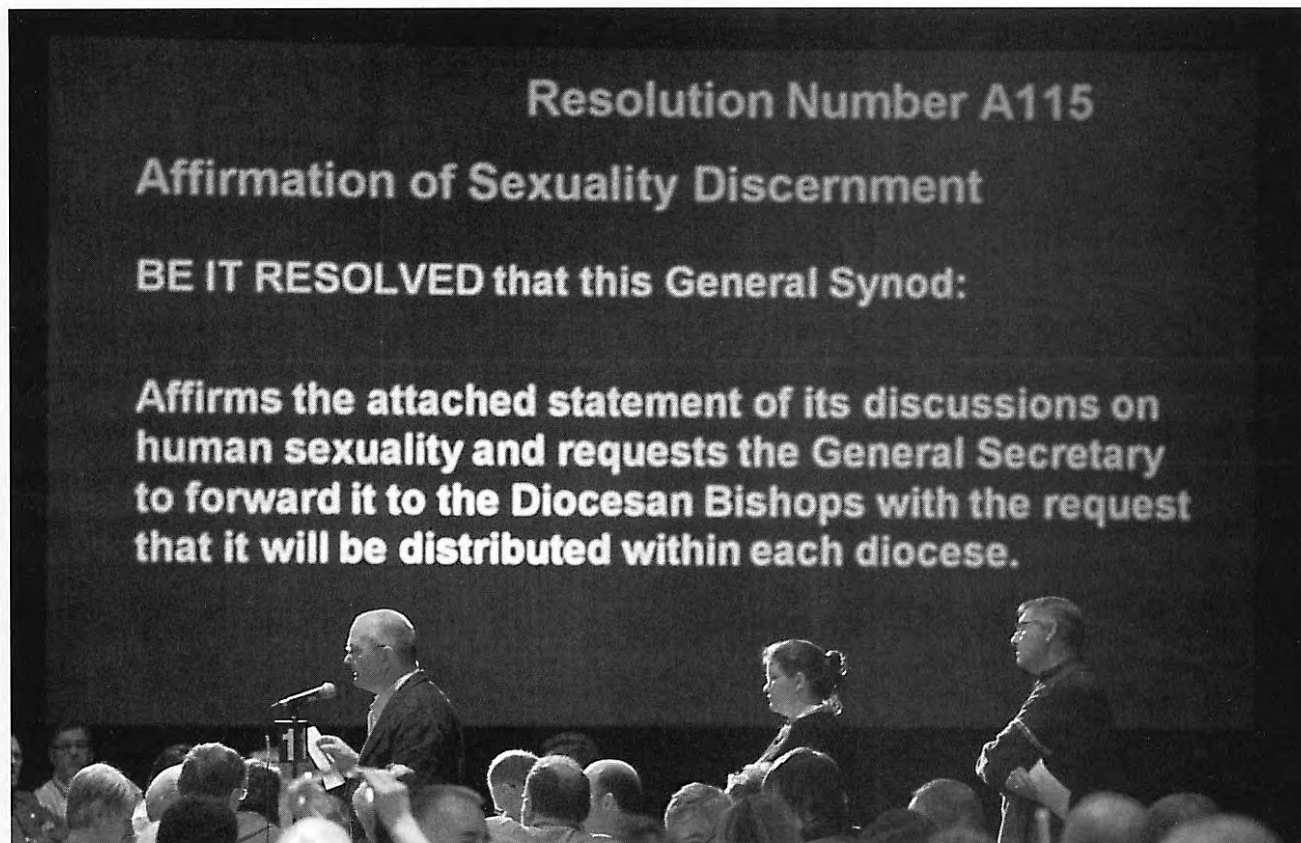 Resolution Number A115
Affirmation of Sexuality Discernment
BE IT RESOLVED that this General Synod:
Affirms the attached statement of its discussions on
human sexuality and requests the General Secretary
to forward it to the Diocesan Bishops with the request
that it will be distributed within each diocese.
1